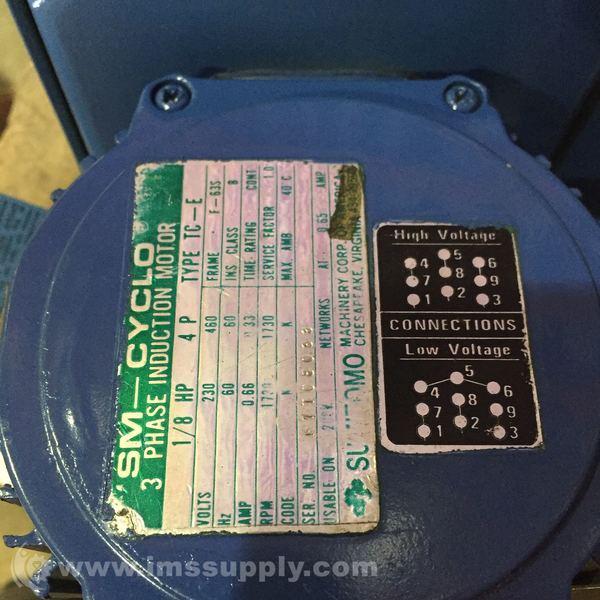 SM-CYCLO
3 PHASE INDUCTION MOTOR
1/8 HP 4 P TYPE TC-E
VOLTS 230 460 FRAME F-63S
Hz 60 60 INS CLASS B
AMP 0.66 .33 TIME RATING CONT
RPM 1730 1730 SERVICE FACTOR 1.0
CODE K K MAX. AMB 40°C
SER. NO.
USABLE ON NETWORKS AT 0.65 AMP
SUMITOMO MACHINERY CORP.
CHESAPEAKE, VIRGINIA
High Voltage
4 5 6
7 8 9
1 2 3
CONNECTIONS
Low Voltage
5
4 6
7 8 9
1 2 3
www.imssupply.com